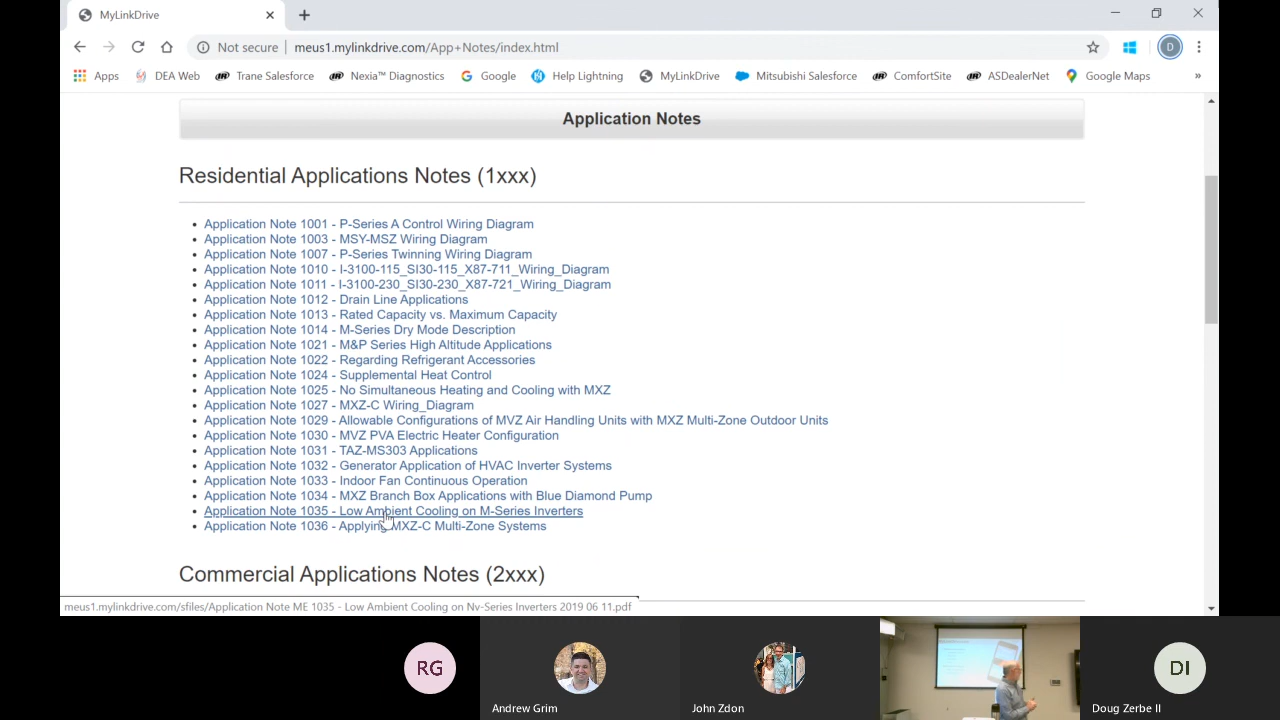 MyLinkDrive
Not secure | meus1.mylinkdrive.com/App+Notes/index.html
D
Apps DEA Web Trane Salesforce Nexia™ Diagnostics Google Help Lightning MyLinkDrive Mitsubishi Salesforce ComfortSite ASDealerNet Google Maps »
Application Notes
Residential Applications Notes (1xxx)
Application Note 1001 - P-Series A Control Wiring Diagram
Application Note 1003 - MSY-MSZ Wiring Diagram
Application Note 1007 - P-Series Twinning Wiring Diagram
Application Note 1010 - I-3100-115_SI30-115_X87-711_Wiring_Diagram
Application Note 1011 - I-3100-230_SI30-230_X87-721_Wiring_Diagram
Application Note 1012 - Drain Line Applications
Application Note 1013 - Rated Capacity vs. Maximum Capacity
Application Note 1014 - M-Series Dry Mode Description
Application Note 1021 - M&P Series High Altitude Applications
Application Note 1022 - Regarding Refrigerant Accessories
Application Note 1024 - Supplemental Heat Control
Application Note 1025 - No Simultaneous Heating and Cooling with MXZ
Application Note 1027 - MXZ-C Wiring_Diagram
Application Note 1029 - Allowable Configurations of MVZ Air Handling Units with MXZ Multi-Zone Outdoor Units
Application Note 1030 - MVZ PVA Electric Heater Configuration
Application Note 1031 - TAZ-MS303 Applications
Application Note 1032 - Generator Application of HVAC Inverter Systems
Application Note 1033 - Indoor Fan Continuous Operation
Application Note 1034 - MXZ Branch Box Applications with Blue Diamond Pump
Application Note 1035 - Low Ambient Cooling on M-Series Inverters
Application Note 1036 - Applying MXZ-C Multi-Zone Systems
Commercial Applications Notes (2xxx)
meus1.mylinkdrive.com/sfiles/Application Note ME 1035 - Low Ambient Cooling on Nv-Series Inverters 2019 06 11.pdf
RG
DI
Andrew Grim
John Zdon
Doug Zerbe II